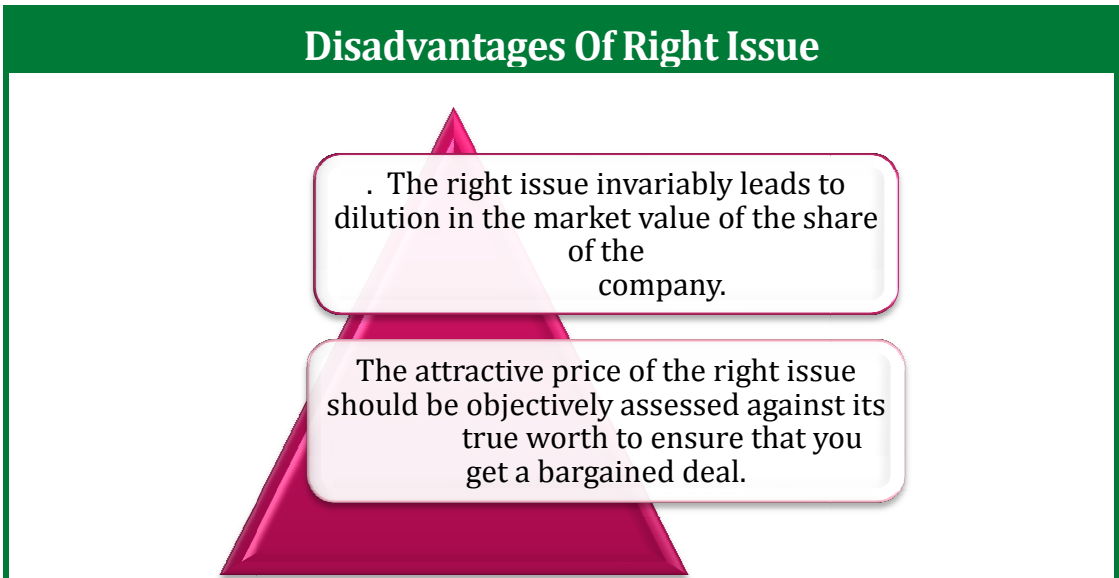 Disadvantages Of Right Issue
. The right issue invariably leads to
dilution in the market value of the share
of the
company.
The attractive price of the right issue
should be objectively assessed against its
true worth to ensure that you
get a bargained deal.